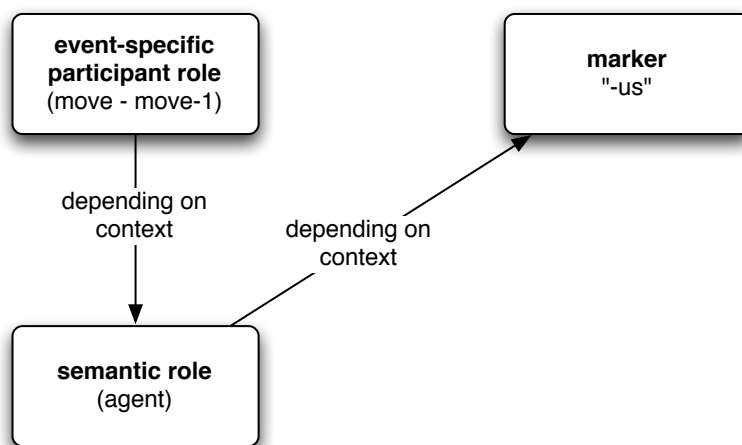 event-specific
participant role
(move - move-1)
marker
"-us"
depending on
context
depending on
context
semantic role
(agent)